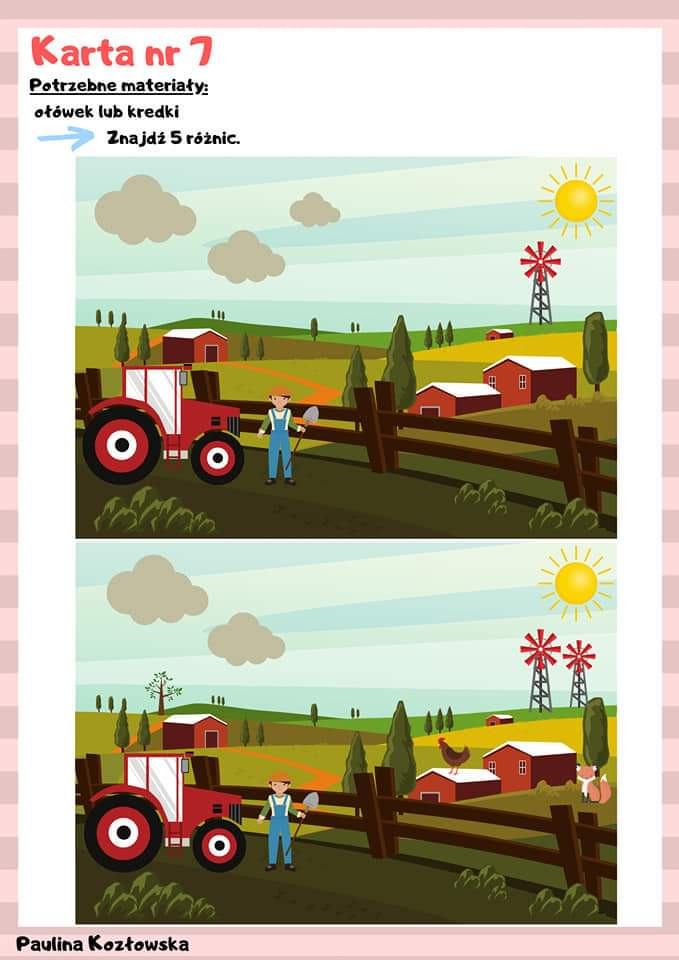 Karta nr 7
Potrzebne materiały:
ołówek lub kredki
Znajdź 5 różnic.
Paulina Kozłowska